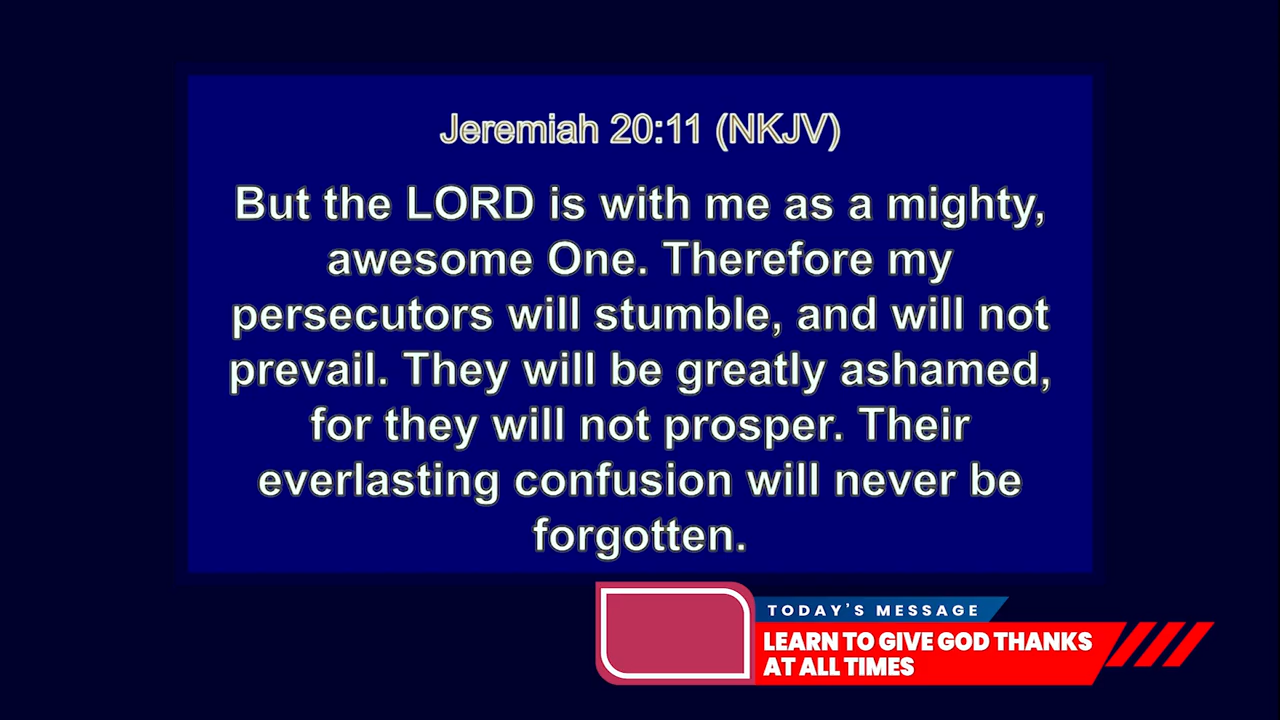 Jeremiah 20:11 (NKJV)
But the LORD is with me as a mighty,
awesome One. Therefore my
persecutors will stumble, and will not
prevail. They will be greatly ashamed,
for they will not prosper. Their
everlasting confusion will never be
forgotten.
TODAY'S MESSAGE
LEARN TO GIVE GOD THANKS
AT ALL TIMES